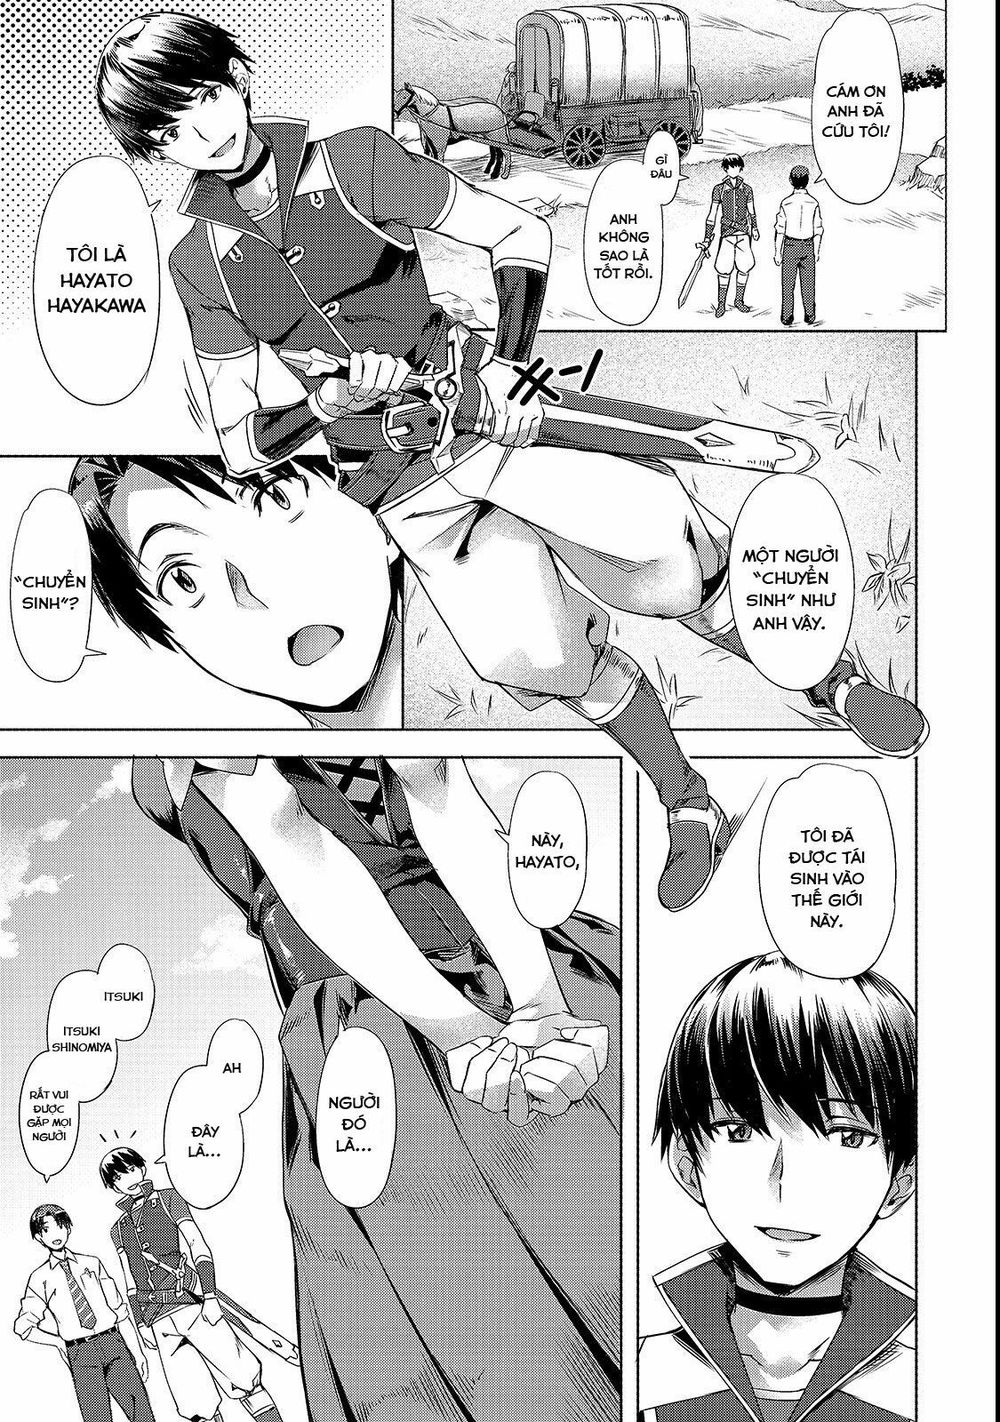 CÁM ƠN
ANH ĐÃ
CỨU TÔI!
GÌ
ĐÂU
ANH
KHÔNG
SAO LÀ
TỐT RỒI.
TÔI LÀ
HAYATO
HAYAKAWA
MỘT NGƯỜI
“CHUYỂN
SINH” NHƯ
ANH VẬY.
“CHUYỂN
SINH”?
TÔI ĐÃ
ĐƯỢC TÁI
SINH VÀO
THẾ GIỚI
NÀY.
NÀY,
HAYATO,
NGƯỜI
ĐÓ
LÀ...
AH
ĐÂY
LÀ...
ITSUKI
ITSUKI
SHINOMIYA
RẤT VUI
ĐƯỢC
GẶP MỌI
NGƯỜI